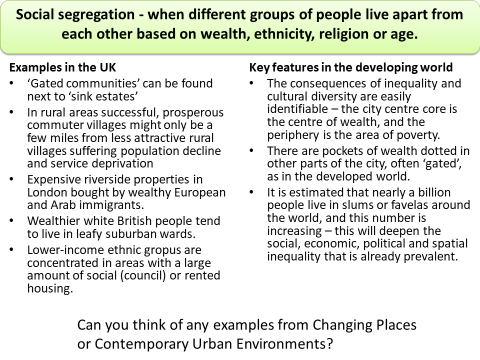 Social segregation - when different groups of people live apart from
each other based on wealth, ethnicity, religion or age.
Examples in the UK
• 'Gated communities' can be found
next to 'sink estates'
• In rural areas successful, prosperous
commuter villages might only be a
few miles from less attractive rural
villages suffering population decline
and service deprivation
• Expensive riverside properties in
London bought by wealthy European
and Arab immigrants.
• Wealthier white British people tend
to live in leafy suburban wards.
• Lower-income ethnic gropus are
concentrated in areas with a large
amount of social (council) or rented
housing.
Key features in the developing world
• The consequences of inequality and
cultural diversity are easily
identifiable – the city centre core is
the centre of wealth, and the
periphery is the area of poverty.
• There are pockets of wealth dotted in
other parts of the city, often 'gated',
as in the developed world.
• It is estimated that nearly a billion
people live in slums or favelas around
the world, and this number is
increasing – this will deepen the
social, economic, political and spatial
inequality that is already prevalent.
Can you think of any examples from Changing Places
or Contemporary Urban Environments?